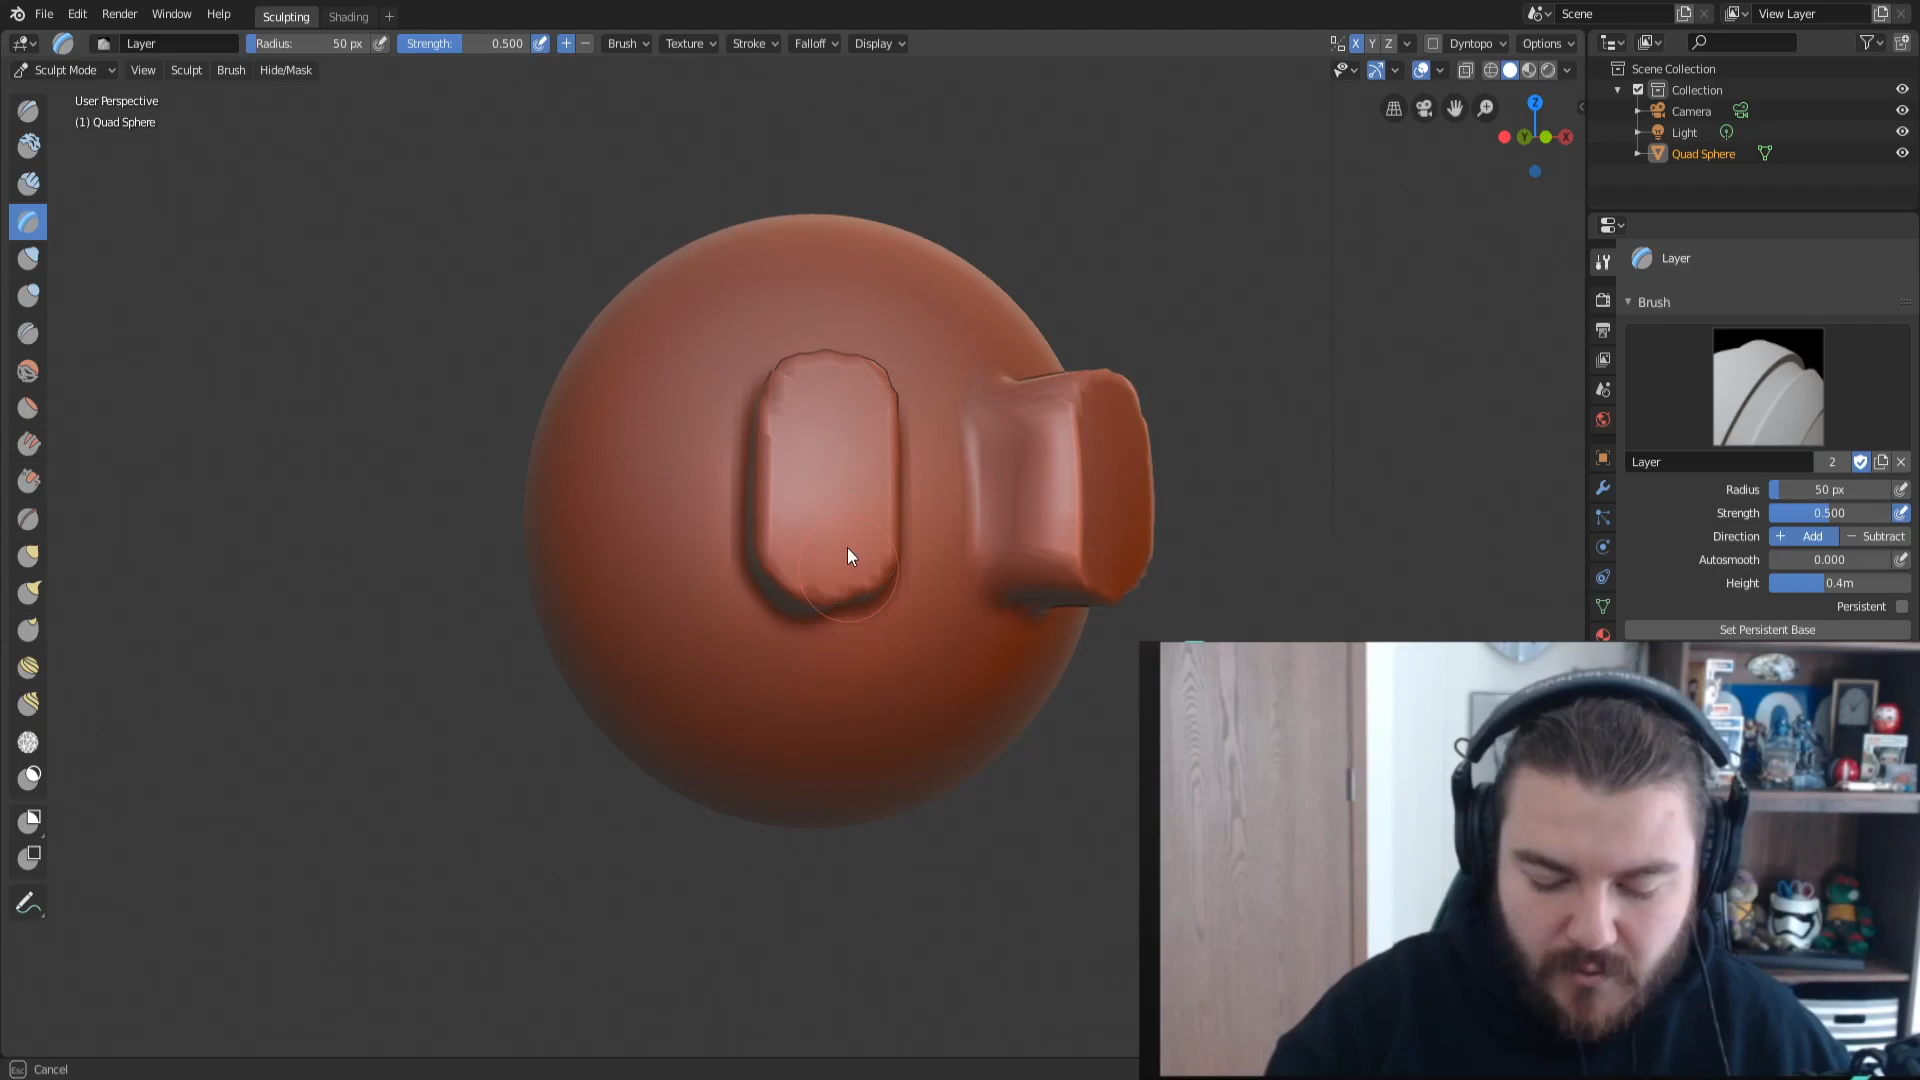 File Edit Render Window Help Sculpting Shading + Scene View Layer
Layer Radius: 50 px Strength: 0.500 Brush Texture Stroke Falloff Display X Y Z Dyntopo Options
Sculpt Mode View Sculpt Brush Hide/Mask
User Perspective
(1) Quad Sphere
Z
Y X
Scene Collection
Collection
Camera
Light
Quad Sphere
Layer
Brush
Layer 2
Radius 50 px
Strength 0.500
Direction + Add − Subtract
Autosmooth 0.000
Height 0.4m
Persistent
Set Persistent Base
Esc Cancel